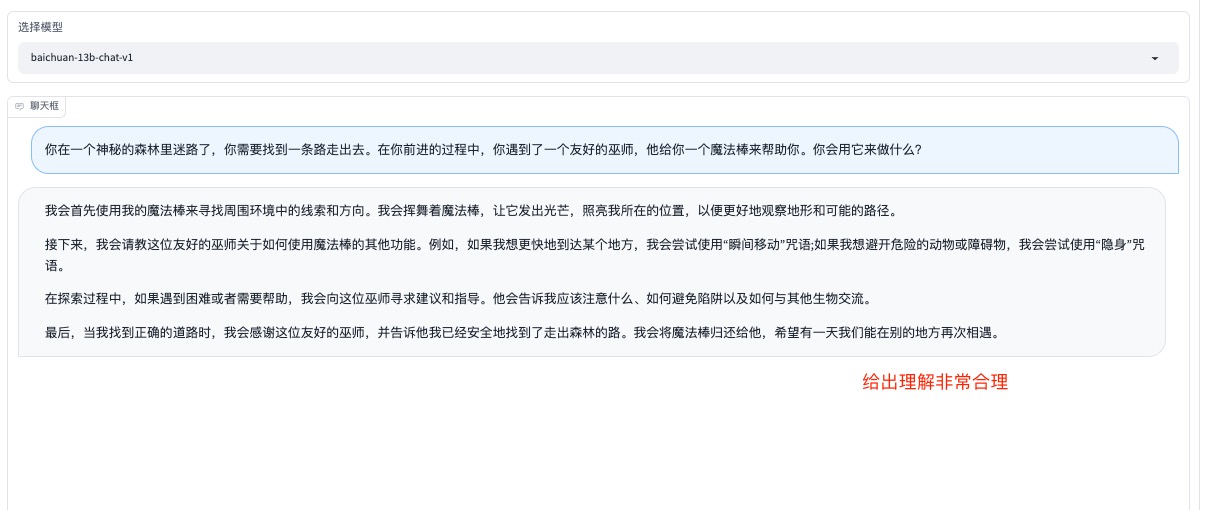 选择模型
baichuan-13b-chat-v1
聊天框
你在一个神秘的森林里迷路了，你需要找到一条路走出去。在你前进的过程中，你遇到了一个友好的巫师，他给你一个魔法棒来帮助你。你会用它来做什么？
我会首先使用我的魔法棒来寻找周围环境中的线索和方向。我会挥舞着魔法棒，让它发出光芒，照亮我所在的位置，以便更好地观察地形和可能的路径。
接下来，我会请教这位友好的巫师关于如何使用魔法棒的其他功能。例如，如果我想更快地到达某个地方，我会尝试使用“瞬间移动”咒语;如果我想避开危险的动物或障碍物，我会尝试使用“隐身”咒
语。
在探索过程中，如果遇到困难或者需要帮助，我会向这位巫师寻求建议和指导。他会告诉我应该注意什么、如何避免陷阱以及如何与其他生物交流。
最后，当我找到正确的道路时，我会感谢这位友好的巫师，并告诉他我已经安全地找到了走出森林的路。我会将魔法棒归还给他，希望有一天我们能在别的地方再次相遇。
给出理解非常合理